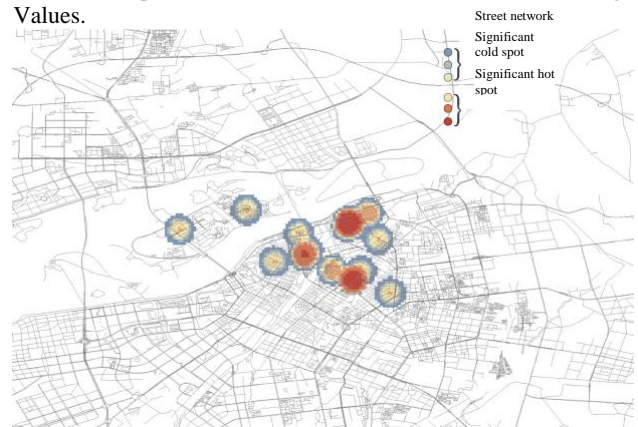 Values.
Street network
Significant
cold spot
Significant hot
spot